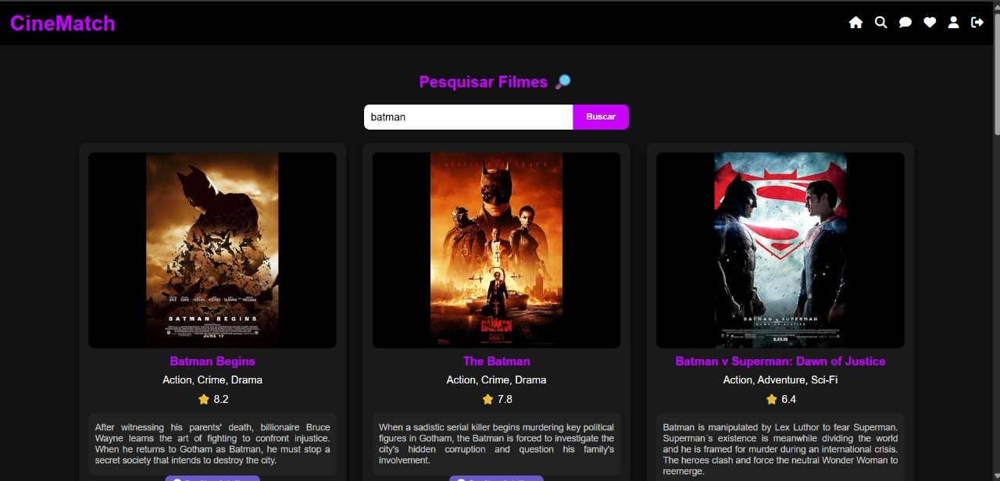 CineMatch
Pesquisar Filmes
batman
Buscar
BATMAN BEGINS
JUNE 17
THE
BATMAN
BATMAN v SUPERMAN
DAWN OF JUSTICE
3.25.16
Batman Begins
Action, Crime, Drama
8.2
After witnessing his parents' death, billionaire Bruce
Wayne learns the art of fighting to confront injustice.
When he returns to Gotham as Batman, he must stop a
secret society that intends to destroy the city.
The Batman
Action, Crime, Drama
7.8
When a sadistic serial killer begins murdering key political
figures in Gotham, the Batman is forced to investigate the
city's hidden corruption and question his family's
involvement.
Batman v Superman: Dawn of Justice
Action, Adventure, Sci-Fi
6.4
Batman is manipulated by Lex Luthor to fear Superman.
Superman´s existence is meanwhile dividing the world
and he is framed for murder during an international crisis.
The heroes clash and force the neutral Wonder Woman to
reemerge.